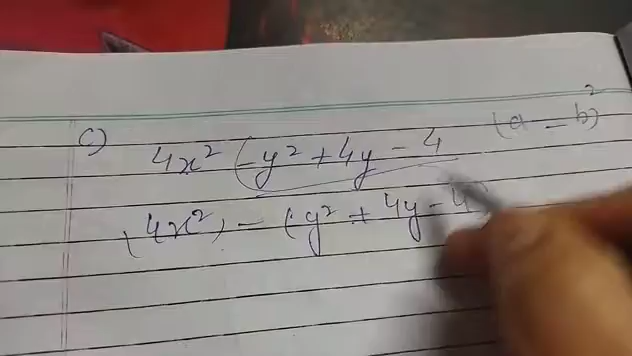 c) 4x² (-y² + 4y - 4 (a - b)²
(4x²) - (y² + 4y - 4)